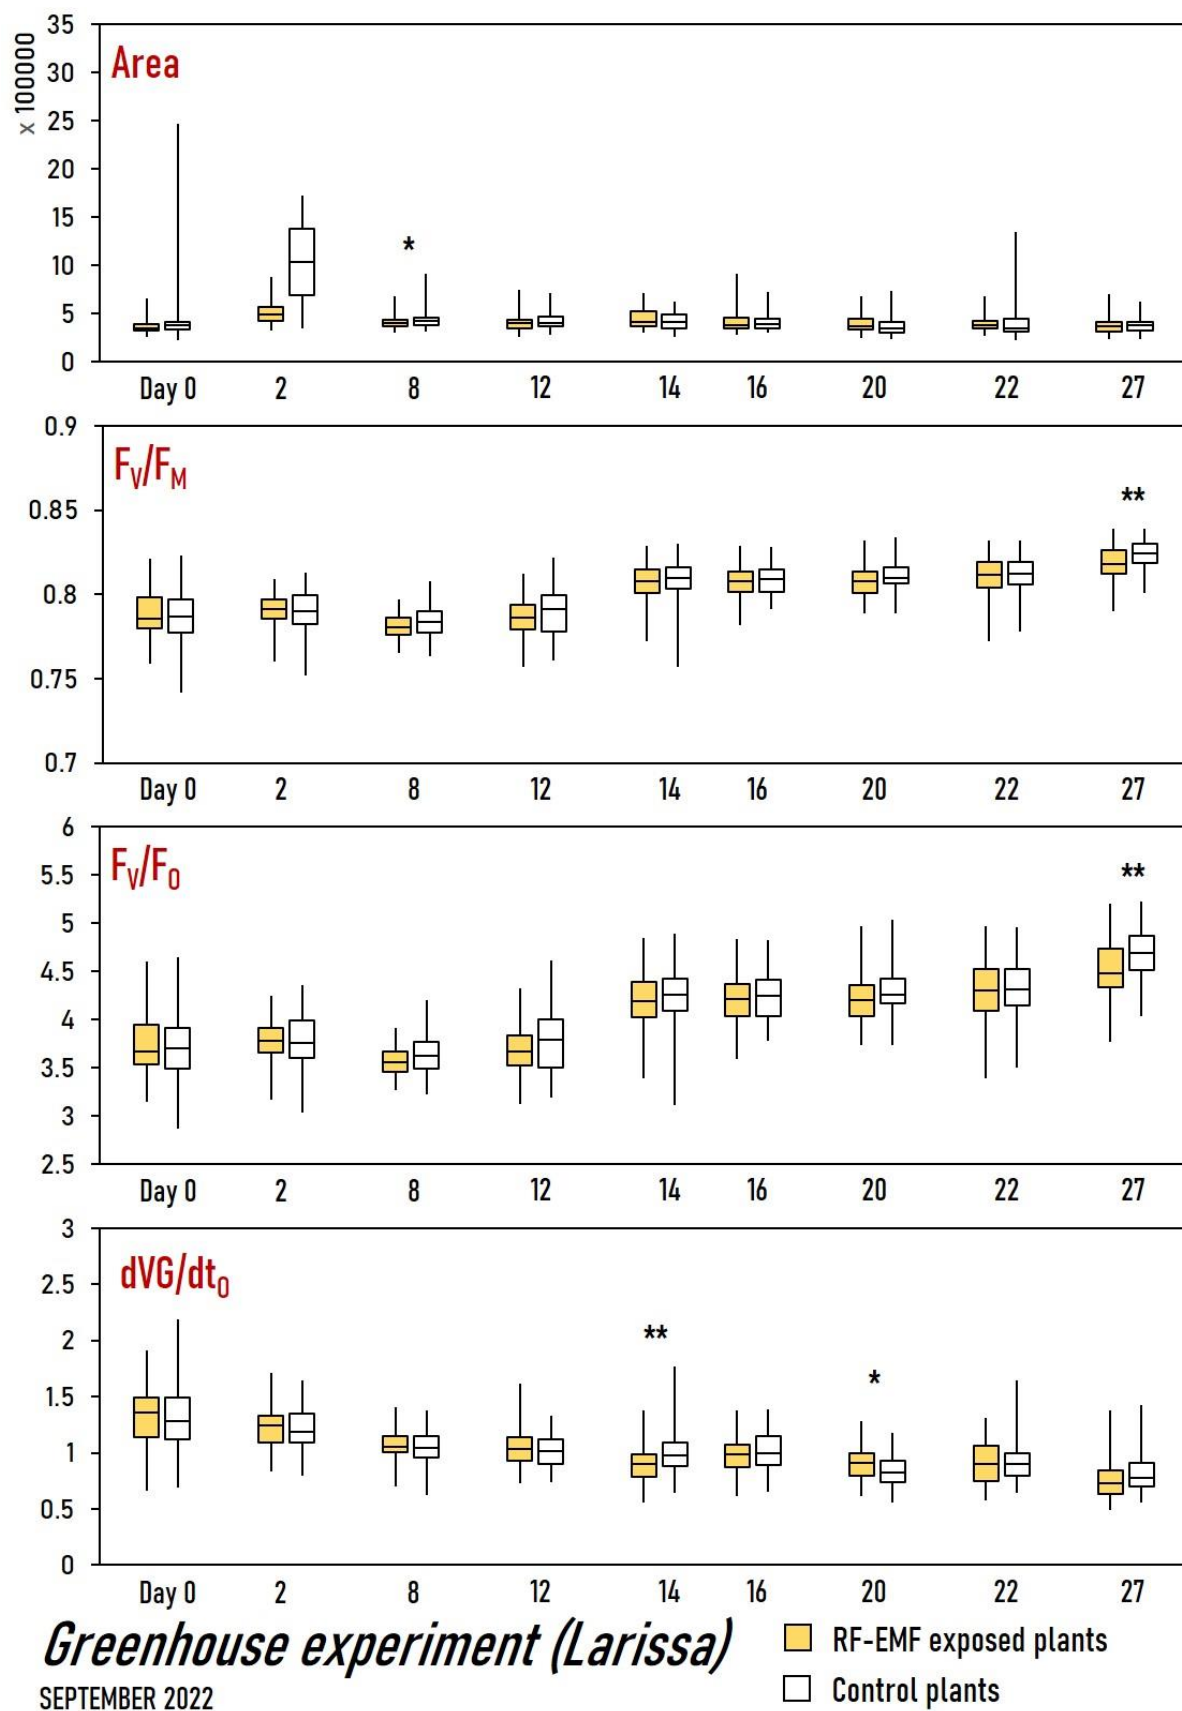 35
x 100000
30
25
20
15
10
5
0
Area
*
Day 0 2 8 12 14 16 20 22 27
0.9
0.85
0.8
0.75
0.7
FV/FM
**
Day 0 2 8 12 14 16 20 22 27
6
5.5
5
4.5
4
3.5
3
2.5
FV/F0
**
Day 0 2 8 12 14 16 20 22 27
3
2.5
2
1.5
1
0.5
0
dVG/dt0
**
*
Day 0 2 8 12 14 16 20 22 27
Greenhouse experiment (Larissa)
SEPTEMBER 2022
RF-EMF exposed plants
Control plants